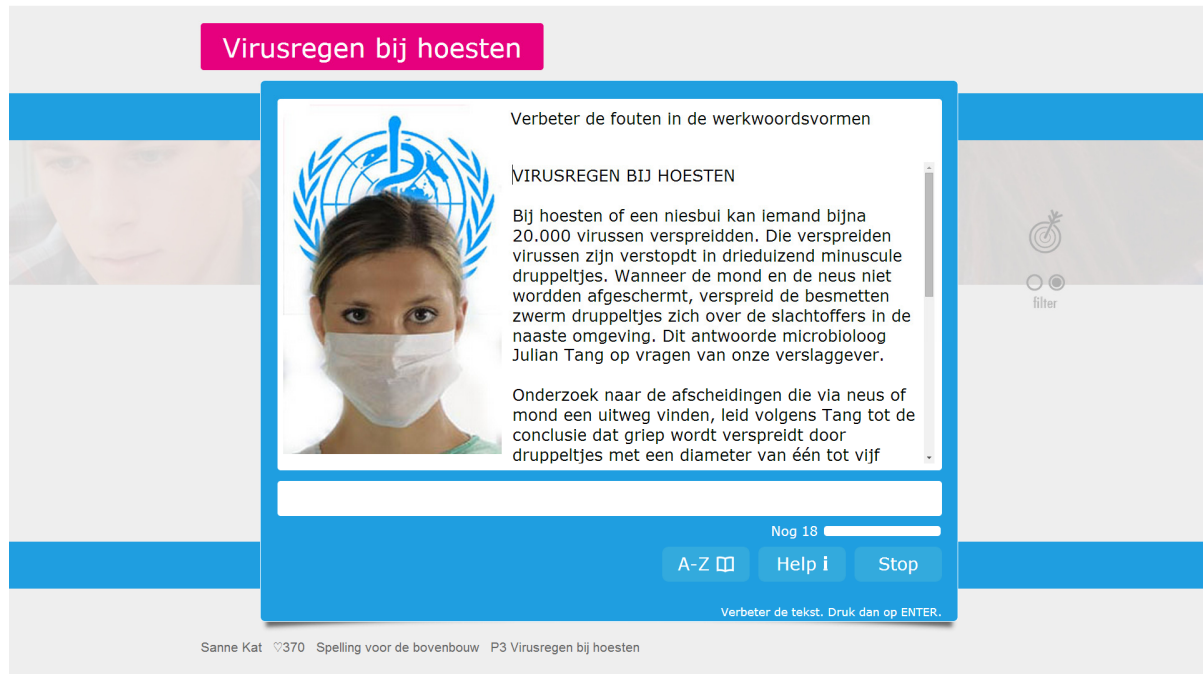 Virusregen bij hoesten
Verbeter de fouten in de werkwoordsvormen
VIRUSREGEN BIJ HOESTEN
Bij hoesten of een niesbui kan iemand bijna
20.000 virussen verspreidden. Die verspreiden
virussen zijn verstopdt in drieduizend minuscule
druppeltjes. Wanneer de mond en de neus niet
wordden afgeschermt, verspreid de besmetten
zwerm druppeltjes zich over de slachtoffers in de
naaste omgeving. Dit antwoorde microbioloog
Julian Tang op vragen van onze verslaggever.
Onderzoek naar de afscheidingen die via neus of
mond een uitweg vinden, leid volgens Tang tot de
conclusie dat griep wordt verspreidt door
druppeltjes met een diameter van één tot vijf
filter
Nog 18
A-Z Help i Stop
Verbeter de tekst. Druk dan op ENTER.
Sanne Kat ♡370 Spelling voor de bovenbouw P3 Virusregen bij hoesten